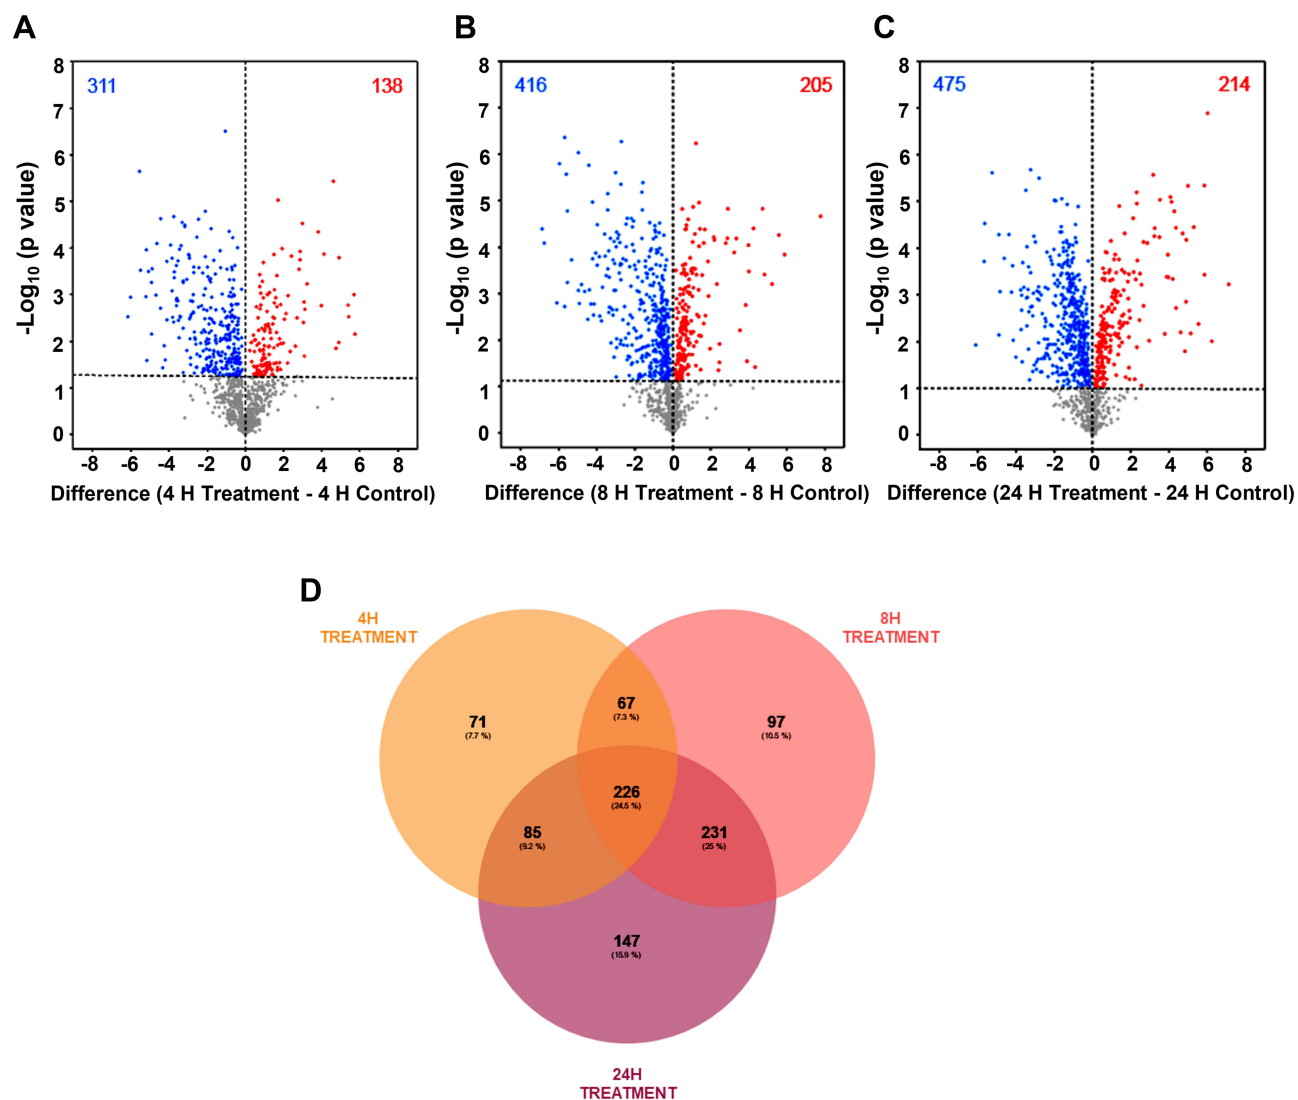 A
B
C
8
7
6
5
4
3
2
1
0
311
138
-Log10 (p value)
-8 -6 -4 -2 0 2 4 6 8
Difference (4 H Treatment - 4 H Control)
8
7
6
5
4
3
2
1
0
416
205
-Log10 (p value)
-8 -6 -4 -2 0 2 4 6 8
Difference (8 H Treatment - 8 H Control)
8
7
6
5
4
3
2
1
0
475
214
-Log10 (p value)
-8 -6 -4 -2 0 2 4 6 8
Difference (24 H Treatment - 24 H Control)
D
4H
TREATMENT
8H
TREATMENT
67
(7.3 %)
71
(7.7 %)
97
(10.5 %)
226
(24.5 %)
85
(9.2 %)
231
(25 %)
147
(15.9 %)
24H
TREATMENT